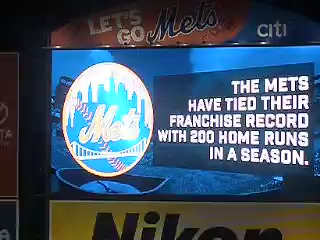 LET'S
GO Mets
citi
Mets
THE METS
HAVE TIED THEIR
FRANCHISE RECORD
WITH 200 HOME RUNS
IN A SEASON.
Nikon